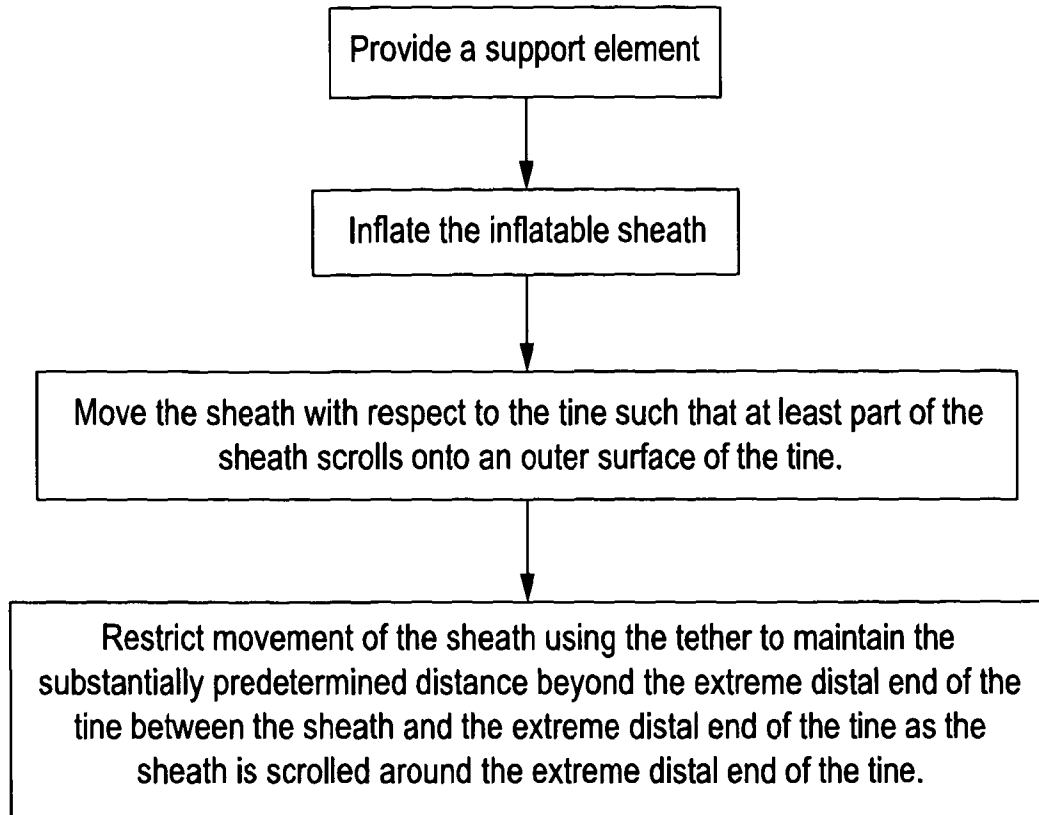 Provide a support element
Inflate the inflatable sheath
Move the sheath with respect to the tine such that at least part of the
sheath scrolls onto an outer surface of the tine.
Restrict movement of the sheath using the tether to maintain the
substantially predetermined distance beyond the extreme distal end of the
tine between the sheath and the extreme distal end of the tine as the
sheath is scrolled around the extreme distal end of the tine.